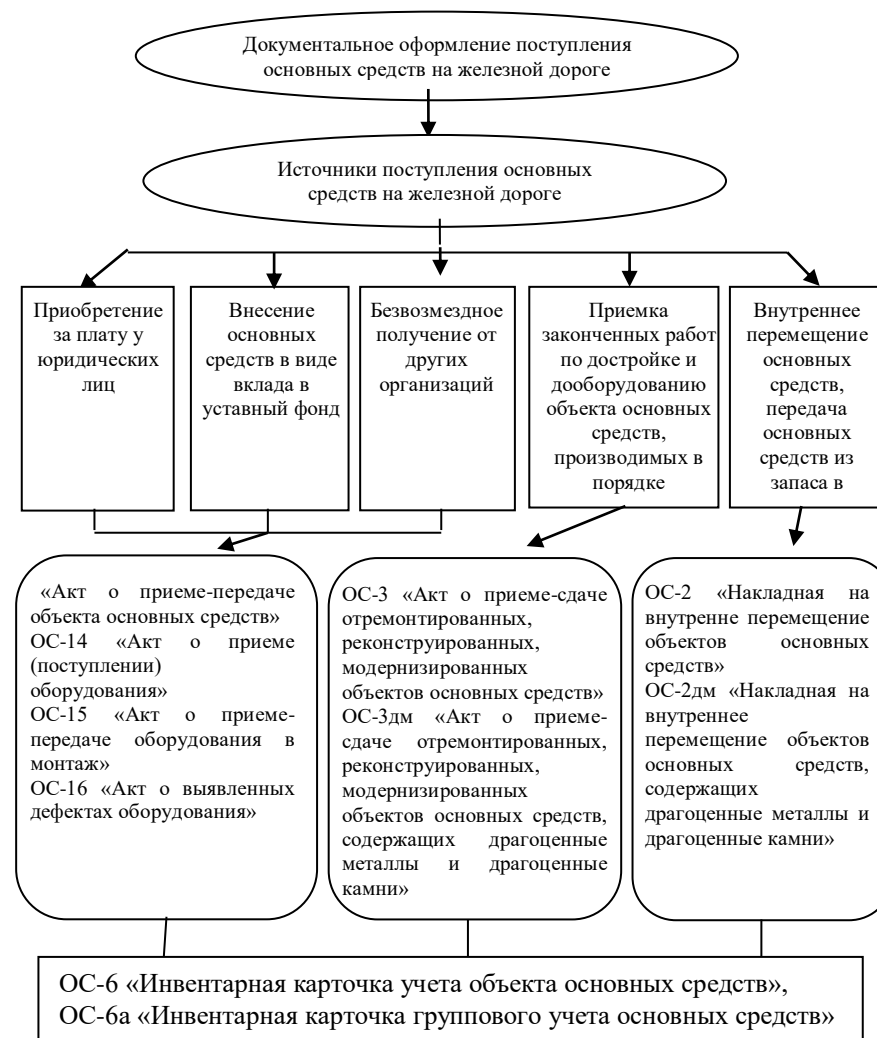 Документальное оформление поступления
основных средств на железной дороге
Источники поступления основных
средств на железной дороге
Приобретение
за плату у
юридических
лиц
Внесение
основных
средств в виде
вклада в
уставный фонд
Безвозмездное
получение от
других
организаций
Приемка
законченных работ
по достройке и
дооборудованию
объекта основных
средств,
производимых в
порядке
Внутреннее
перемещение
основных
средств,
передача
основных
средств из
запаса в
«Акт о приеме-передаче
объекта основных средств»
ОС-14 «Акт о приеме
(поступлении)
оборудования»
ОС-15 «Акт о приеме-
передаче оборудования в
монтаж»
ОС-16 «Акт о выявленных
дефектах оборудования»
ОС-3 «Акт о приеме-сдаче
отремонтированных,
реконструированных,
модернизированных
объектов основных средств»
ОС-3дм «Акт о приеме-
сдаче отремонтированных,
реконструированных,
модернизированных
объектов основных средств,
содержащих драгоценные
металлы и драгоценные
камни»
ОС-2 «Накладная на
внутренне перемещение
объектов основных
средств»
ОС-2дм «Накладная на
внутреннее
перемещение объектов
основных средств,
содержащих
драгоценные металлы и
драгоценные камни»
ОС-6 «Инвентарная карточка учета объекта основных средств»,
ОС-6а «Инвентарная карточка группового учета основных средств»